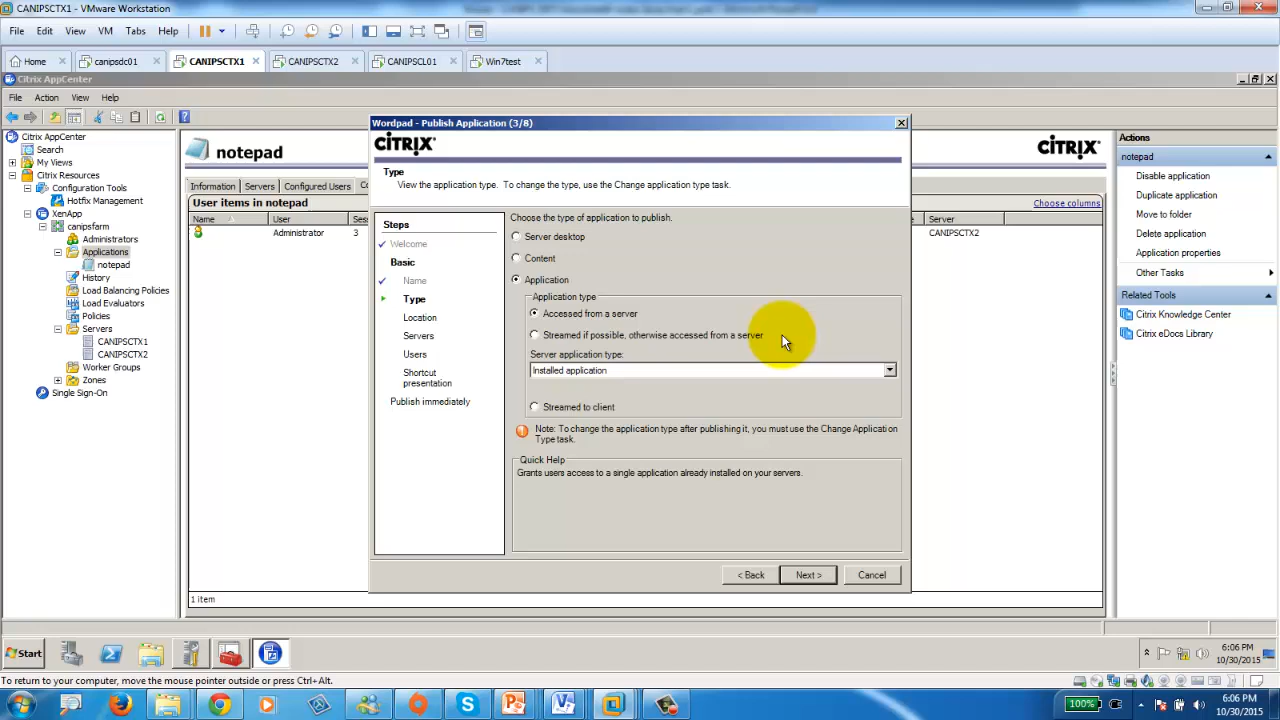 CANIPSCTX1 - VMware Workstation
File Edit View VM Tabs Help
Home canipsdc01 CANIPSCTX1 CANIPSCTX2 CANIPSCL01 Win7test
Citrix AppCenter
File Action View Help
Citrix AppCenter
Search
My Views
Citrix Resources
Configuration Tools
Hotfix Management
XenApp
canipsfarm
Administrators
Applications
notepad
History
Load Balancing Policies
Load Evaluators
Policies
Servers
CANIPSCTX1
CANIPSCTX2
Worker Groups
Zones
Single Sign-On
notepad
CITRIX
Information Servers Configured Users
User items in notepad
Choose columns
Name User Server
Administrator 3 CANIPSCTX2
1 item
Wordpad - Publish Application (3/8)
CITRIX
Type
View the application type. To change the type, use the Change application type task.
Steps
Welcome
Basic
Name
Type
Location
Servers
Users
Shortcut
presentation
Publish immediately
Choose the type of application to publish.
Server desktop
Content
Application
Application type
Accessed from a server
Streamed if possible, otherwise accessed from a server
Server application type:
Installed application
Streamed to client
Note: To change the application type after publishing it, you must use the Change Application
Type task.
Quick Help
Grants users access to a single application already installed on your servers.
< Back Next > Cancel
Actions
notepad
Disable application
Duplicate application
Move to folder
Delete application
Application properties
Other Tasks
Related Tools
Citrix Knowledge Center
Citrix eDocs Library
Start
6:06 PM
10/30/2015
To return to your computer, move the mouse pointer outside or press Ctrl+Alt.
100%
6:06 PM
10/30/2015